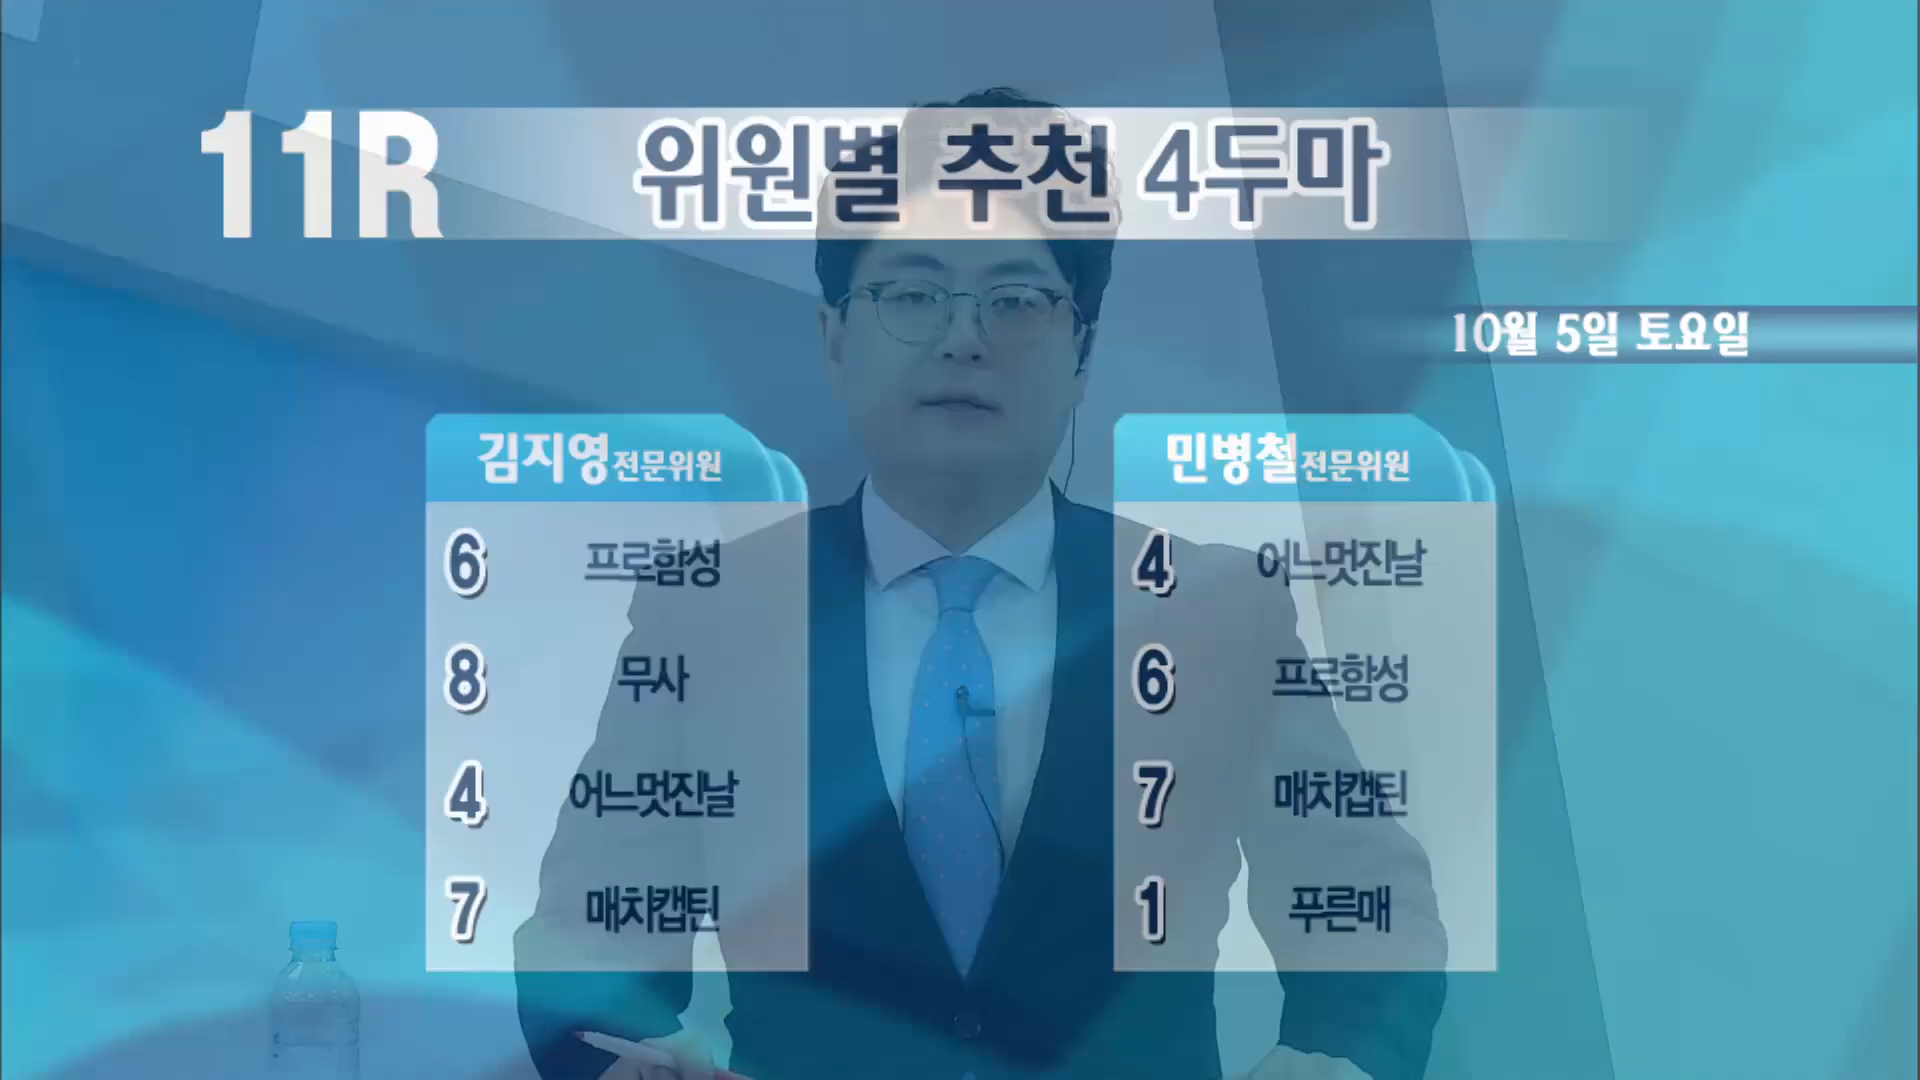 11R 위원별 추천 4두마
10월 5일 토요일
김지영전문위원
6 프로함성
8 무사
4 어느멋진날
7 매치캡틴
민병철전문위원
4 어느멋진날
6 프로함성
7 매치캡틴
1 푸른매